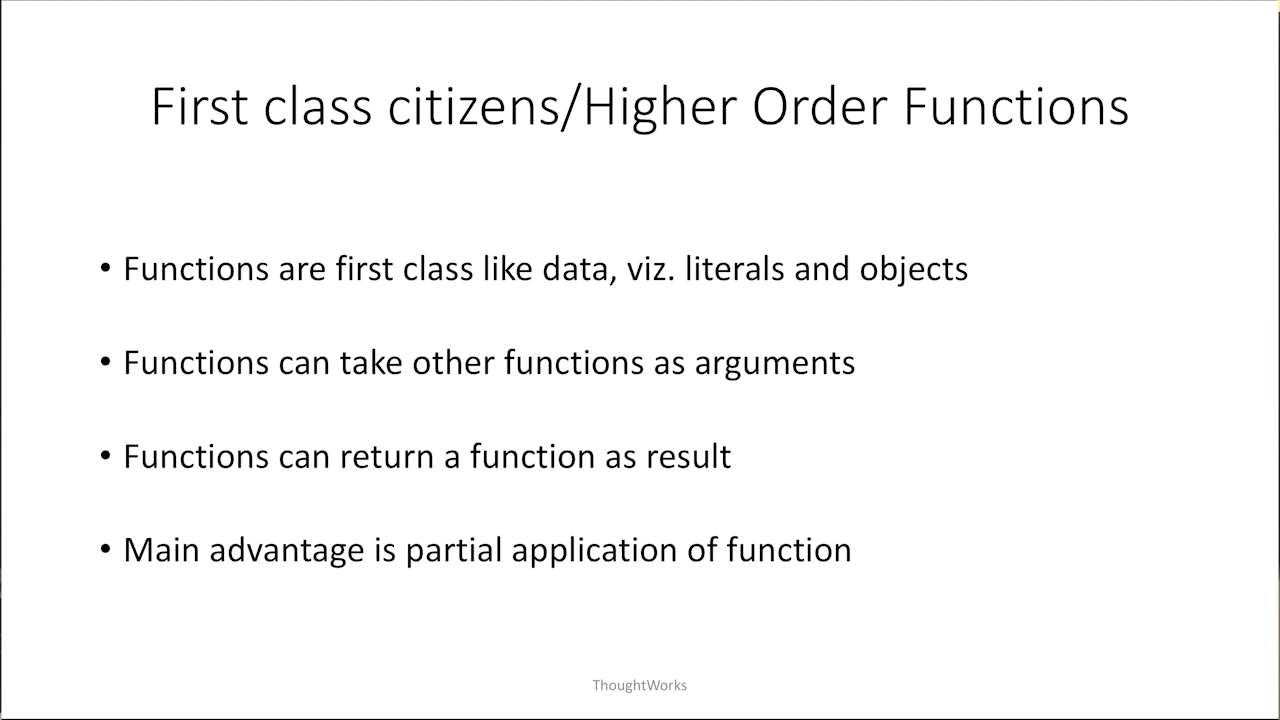 First class citizens/Higher Order Functions
• Functions are first class like data, viz. literals and objects
• Functions can take other functions as arguments
• Functions can return a function as result
• Main advantage is partial application of function
ThoughtWorks